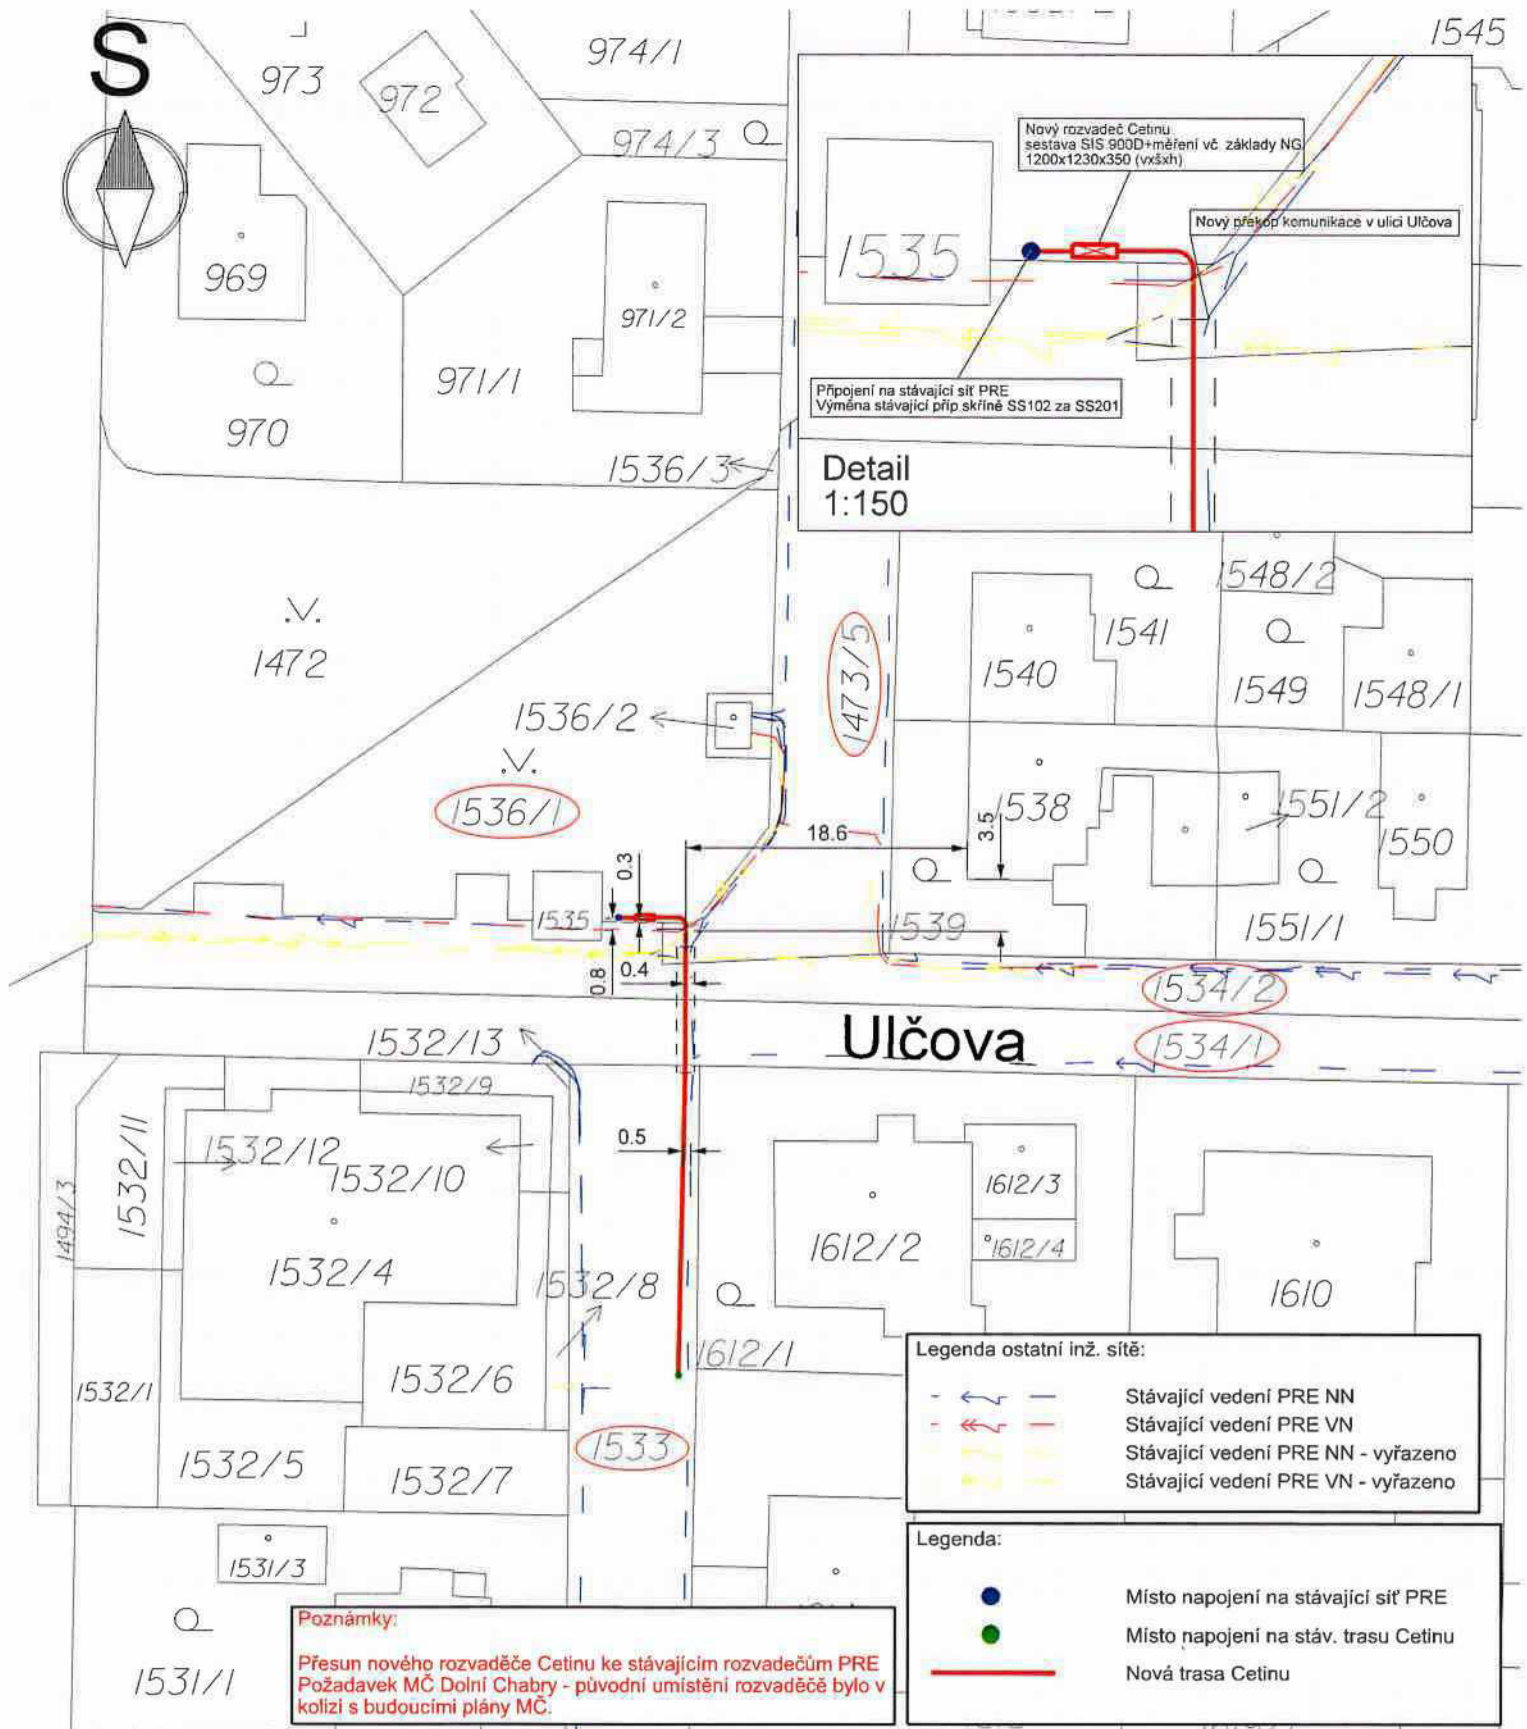 S
973
972
974/1
974/3
1545
969
971/2
970
971/1
1536/3
Nový rozvaděč Cetinu
sestava SIS 900D+měření vč. základy NG
1200x1230x350 (vxšxh)
Nový překop komunikace v ulici Ulčova
1535
Připojení na stávající síť PRE
Výměna stávající přip skříně SS102 za SS201
Detail
1:150
1472
1536/2
1536/1
1473/5
1540
1541
1548/2
1549
1548/1
1538
1551/2
1550
18.6
3.5
0.3
1535
1539
1551/1
0.8
0.4
1534/2
Ulčova
1534/1
1532/13
1532/9
1532/11
1532/12
1532/10
0.5
1494/3
1532/4
1532/8
1612/2
1612/3
1612/4
1610
1612/1
1532/1
1532/6
1532/5
1532/7
1533
Legenda ostatní inž. sítě:
Stávající vedení PRE NN
Stávající vedení PRE VN
Stávající vedení PRE NN - vyřazeno
Stávající vedení PRE VN - vyřazeno
1531/3
1531/1
Legenda:
Místo napojení na stávající síť PRE
Místo napojení na stáv. trasu Cetinu
Nová trasa Cetinu
Poznámky:
Přesun nového rozvaděče Cetinu ke stávajícím rozvaděčům PRE
Požadavek MČ Dolní Chabry - původní umístění rozvaděčě bylo v
kolizi s budoucími plány MČ.